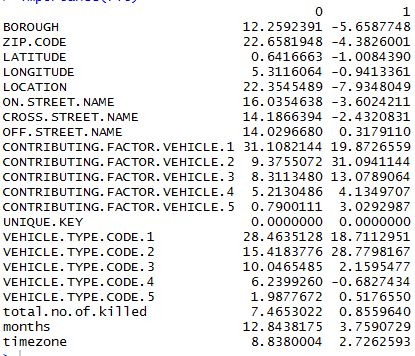 0 1
BOROUGH 12.2592391 -5.6587748
ZIP.CODE 22.6581948 -4.3826001
LATITUDE 0.6416663 -1.0084390
LONGITUDE 5.3116064 -0.9413361
LOCATION 22.3545489 -7.9348049
ON.STREET.NAME 16.0354638 -3.6024211
CROSS.STREET.NAME 14.1866394 -2.4320831
OFF.STREET.NAME 14.0296680 0.3179110
CONTRIBUTING.FACTOR.VEHICLE.1 31.1082144 19.8726559
CONTRIBUTING.FACTOR.VEHICLE.2 9.3755072 31.0941144
CONTRIBUTING.FACTOR.VEHICLE.3 8.3113480 13.0789064
CONTRIBUTING.FACTOR.VEHICLE.4 5.2130486 4.1349707
CONTRIBUTING.FACTOR.VEHICLE.5 0.7900111 3.0292987
UNIQUE.KEY 0.0000000 0.0000000
VEHICLE.TYPE.CODE.1 28.4635128 18.7112951
VEHICLE.TYPE.CODE.2 15.4183776 28.7798167
VEHICLE.TYPE.CODE.3 10.0465485 2.1595477
VEHICLE.TYPE.CODE.4 6.2399260 -0.6827434
VEHICLE.TYPE.CODE.5 1.9877672 0.5176550
total.no.of.killed 7.4653022 0.8559640
months 12.8438175 3.7590729
timezone 8.8380004 2.7262593
>